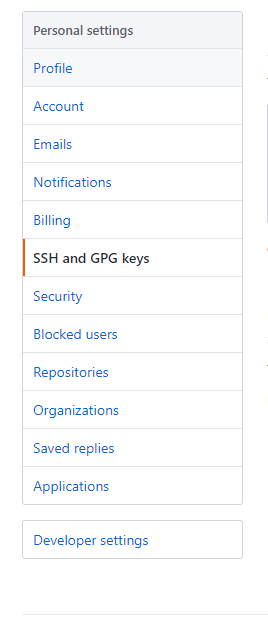 Personal settings
Profile
Account
Emails
Notifications
Billing
SSH and GPG keys
Security
Blocked users
Repositories
Organizations
Saved replies
Applications
Developer settings